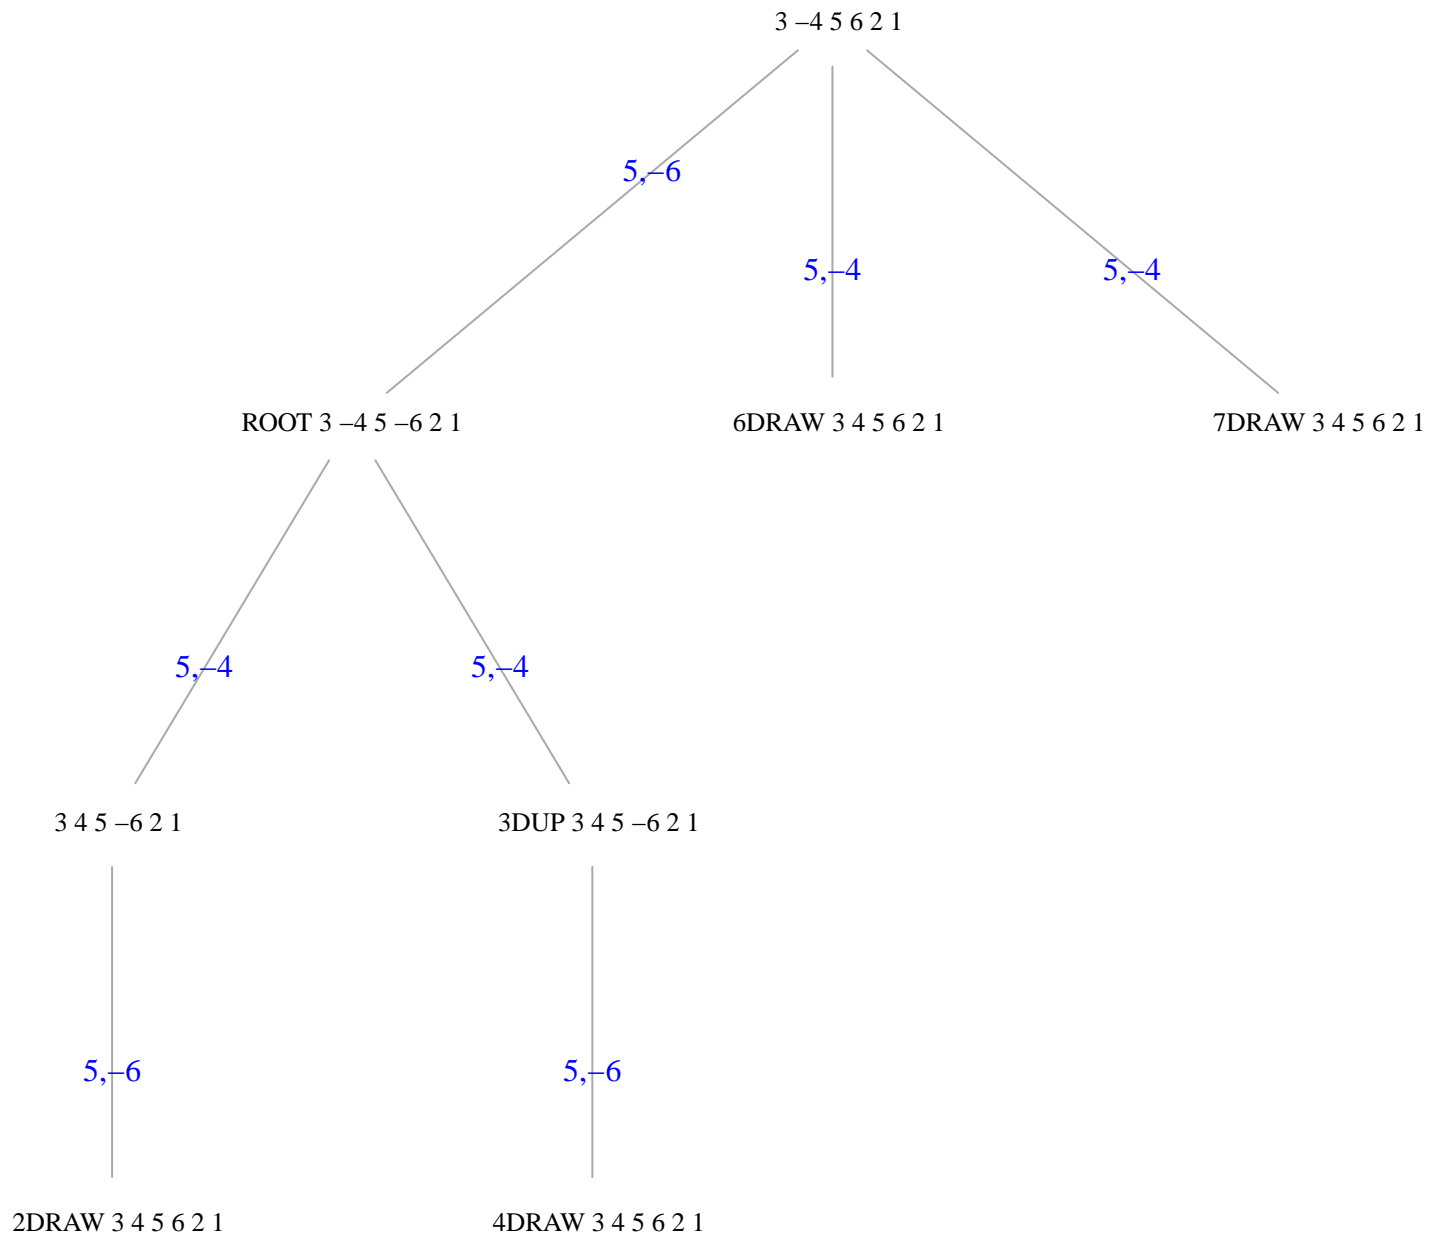 3 –4 5 6 2 1
5,–6
5,–4
5,–4
ROOT 3 –4 5 –6 2 1
6DRAW 3 4 5 6 2 1
7DRAW 3 4 5 6 2 1
5,–4
5,–4
3 4 5 –6 2 1
3DUP 3 4 5 –6 2 1
5,–6
5,–6
2DRAW 3 4 5 6 2 1
4DRAW 3 4 5 6 2 1